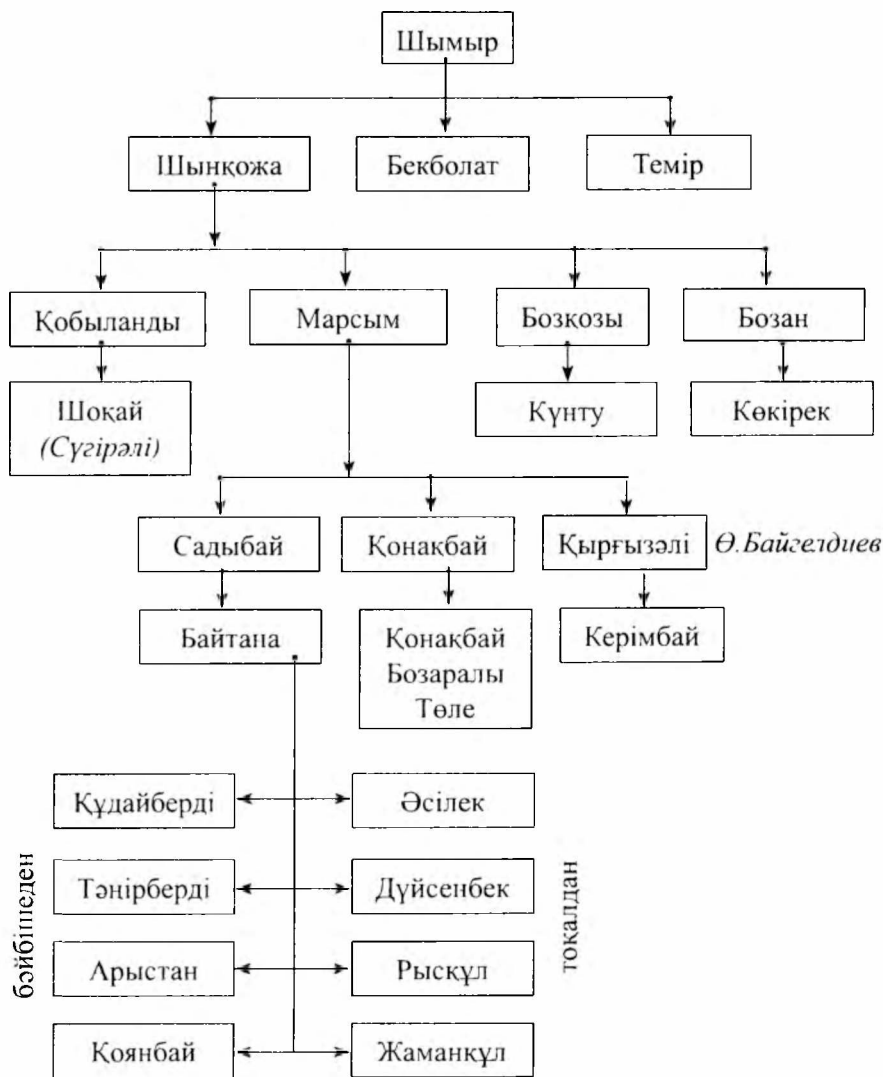 Шымыр
Шынқожа Бекболат Темір
Қобыланды Марсым Бозқозы Бозан
Шоқай
(Сүгірәлі)
Күнту Көкірек
Садыбай Қонақбай Қырғызәлі Ө.Байгелдиев
Байтана
Қонақбай
Бозаралы
Төле
Керімбай
бәйбішеден
Құдайберді Әсілек
Тәнірберді Дүйсенбек
Арыстан Рысқұл
Қоянбай Жаманқұл
тоқалдан